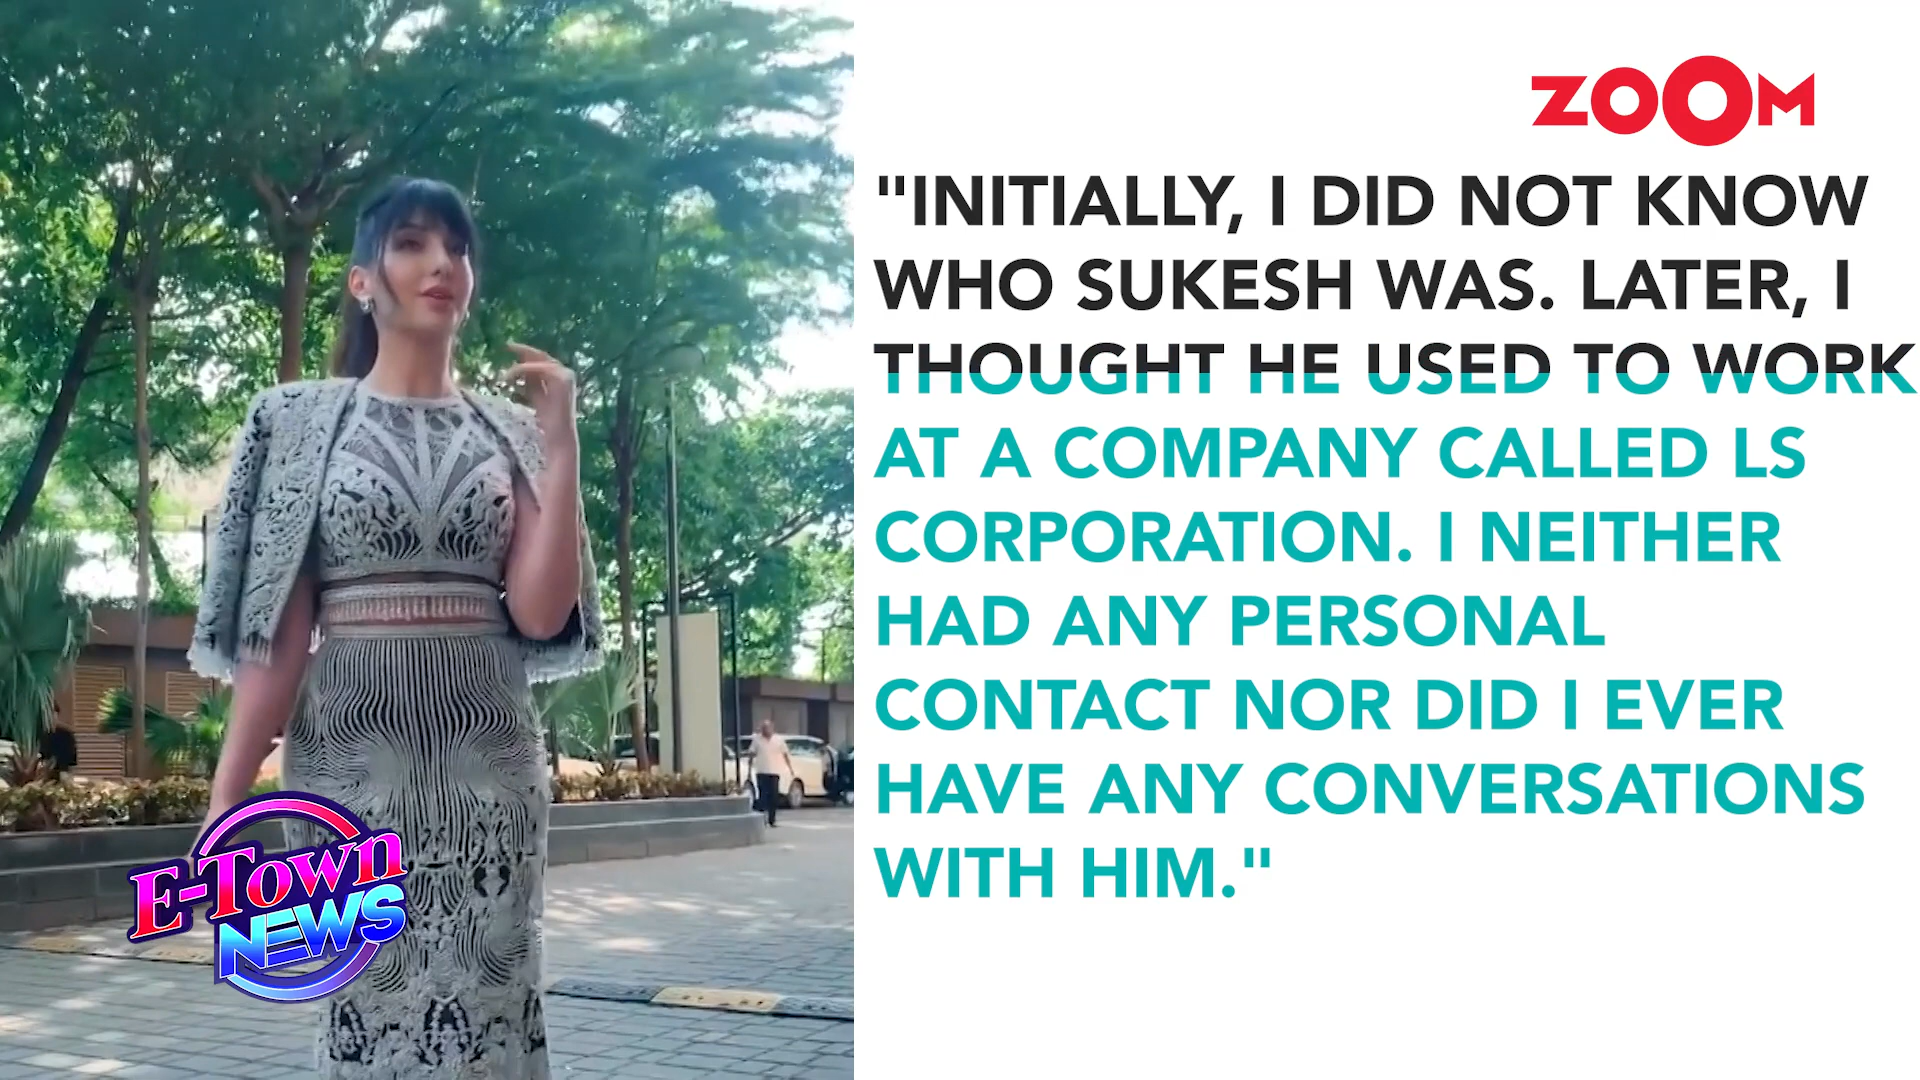 ZOOM
"INITIALLY, I DID NOT KNOW
WHO SUKESH WAS. LATER, I
THOUGHT HE USED TO WORK
AT A COMPANY CALLED LS
CORPORATION. I NEITHER
HAD ANY PERSONAL
CONTACT NOR DID I EVER
HAVE ANY CONVERSATIONS
WITH HIM."
E-Town
NEWS